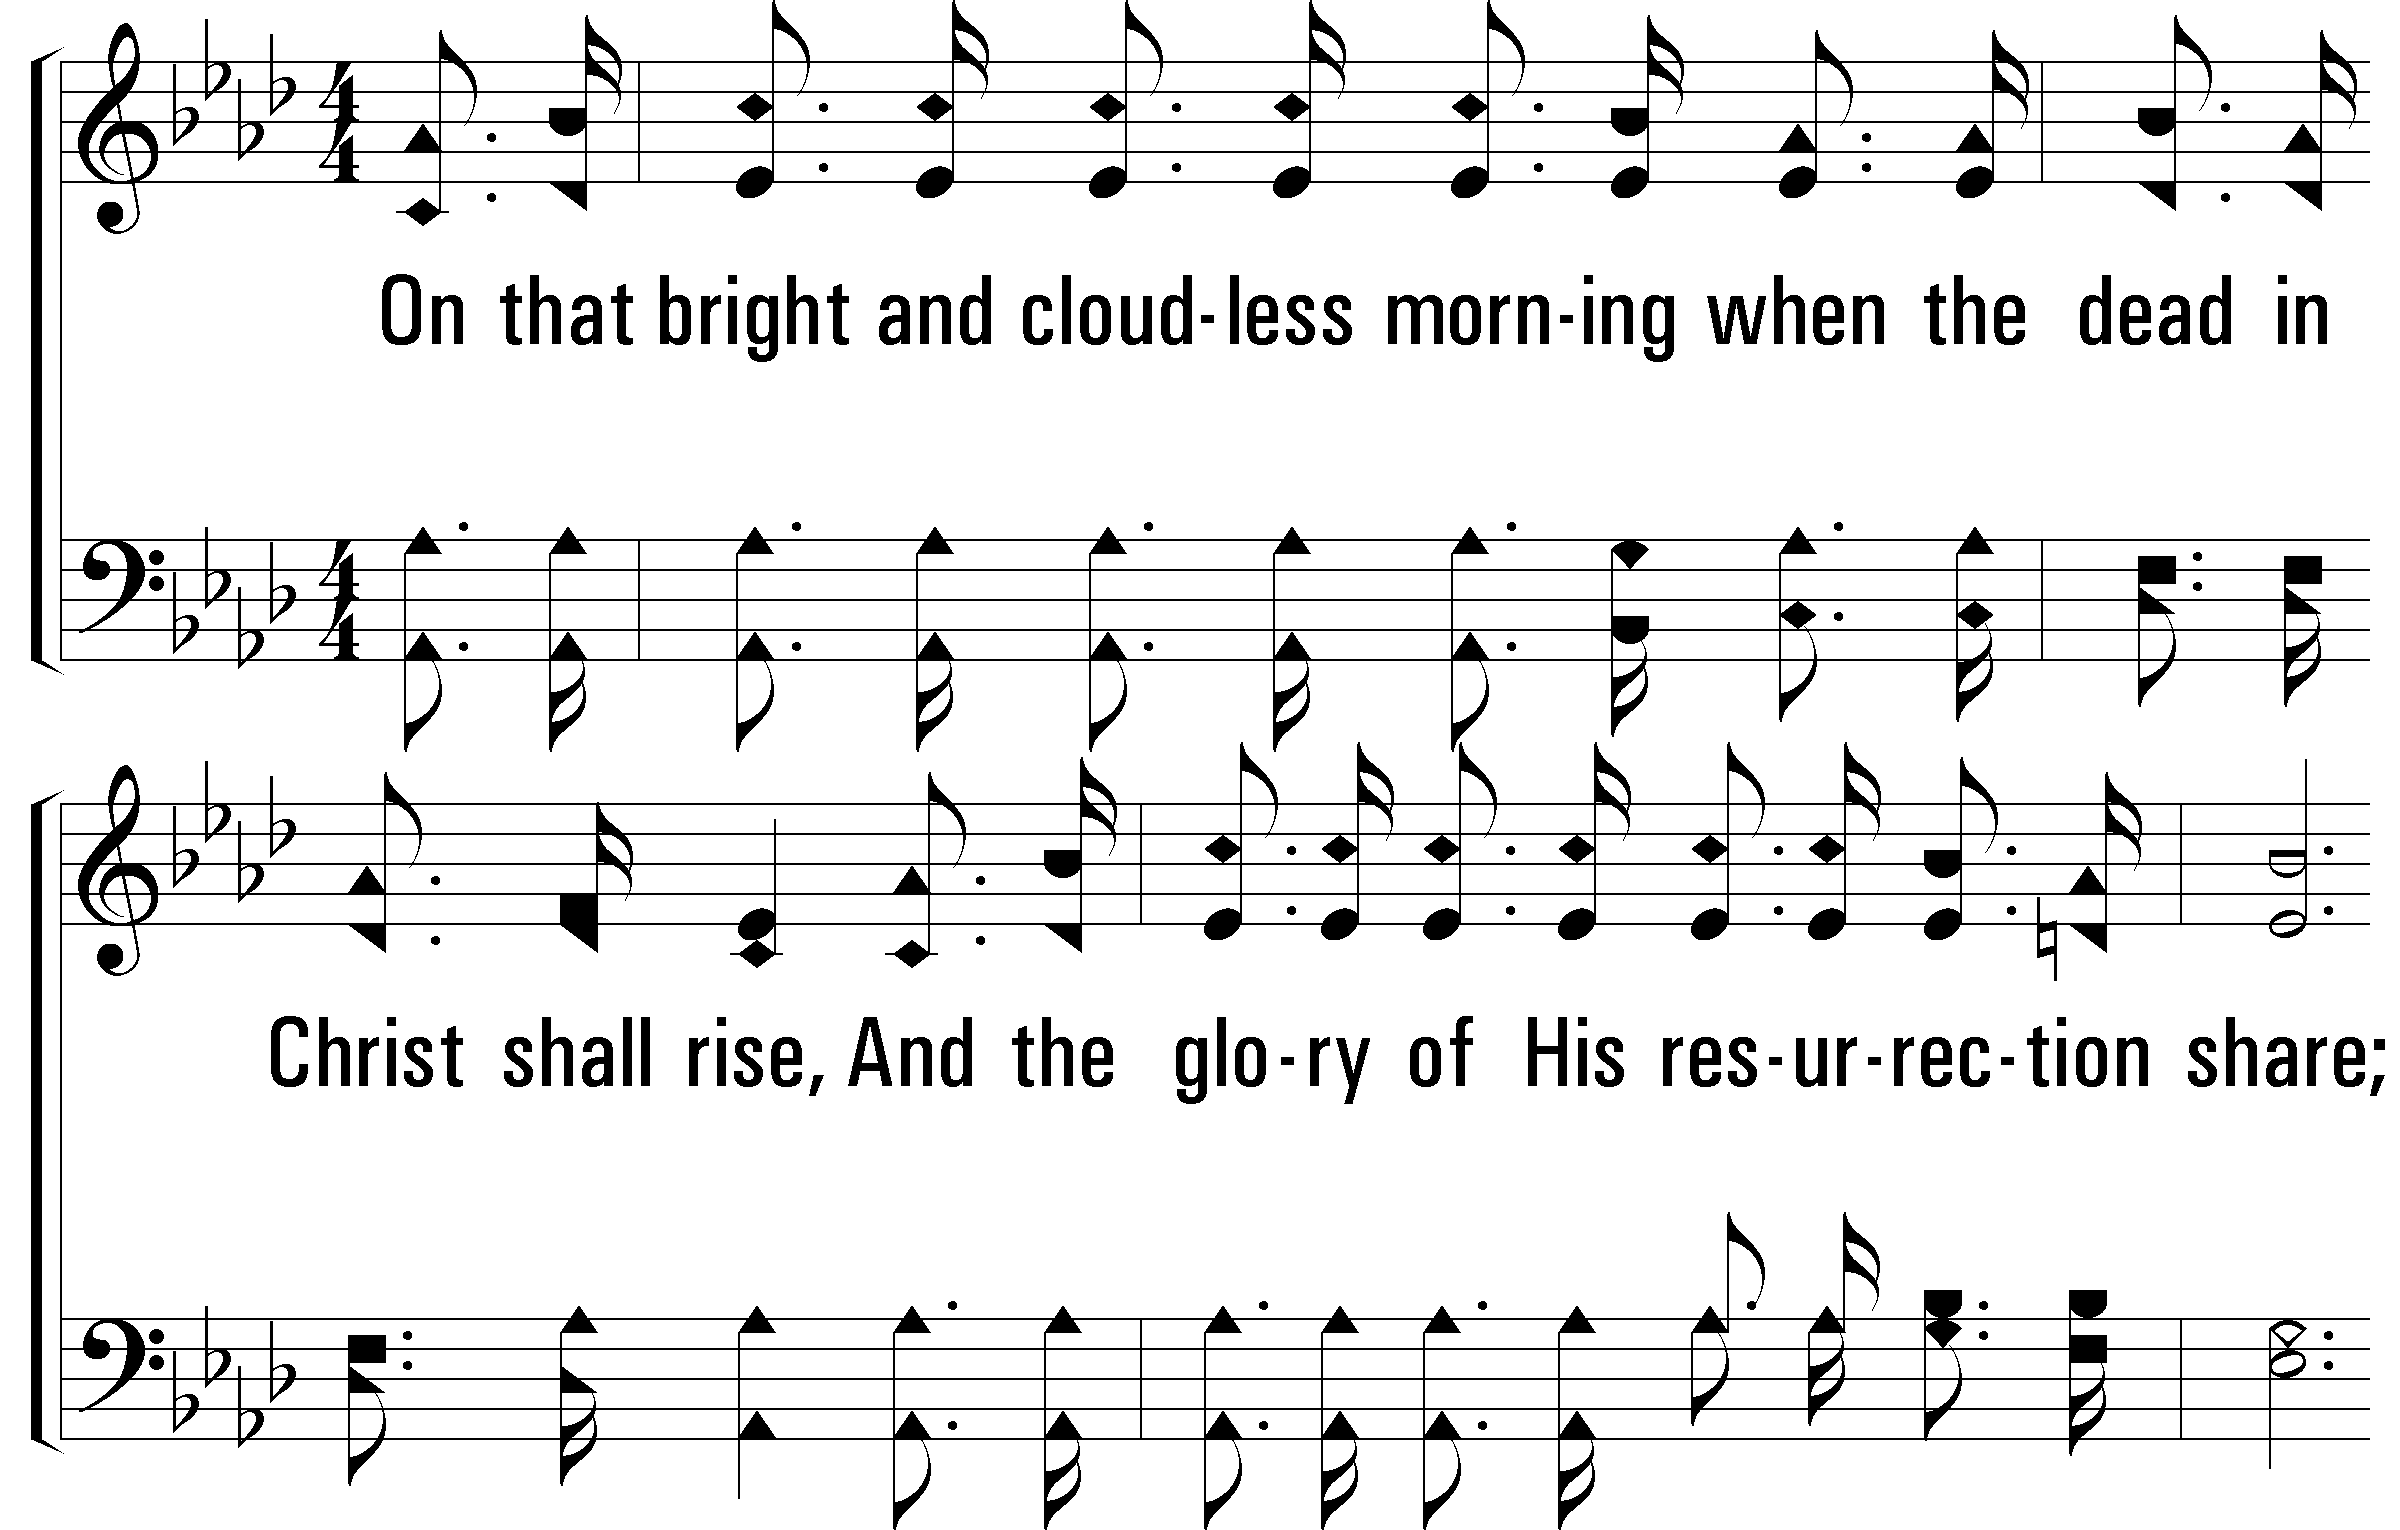 On that bright and cloud-less morn-ing when the dead in
Christ shall rise, And the glo-ry of His res-ur-rec-tion share;